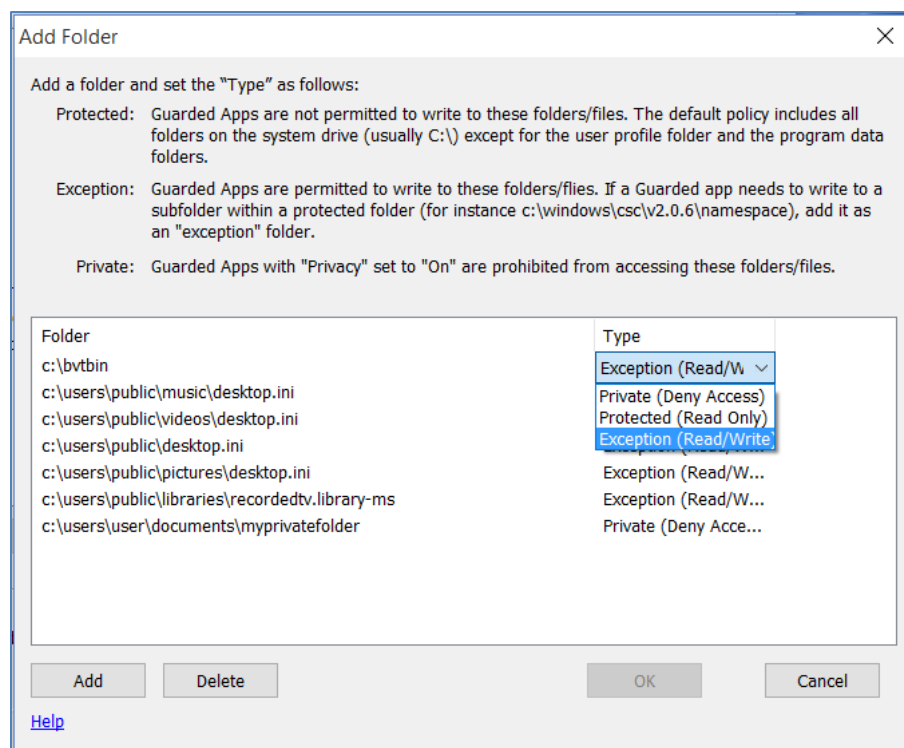 Add Folder
Add a folder and set the “Type” as follows:
Protected: Guarded Apps are not permitted to write to these folders/files. The default policy includes all
folders on the system drive (usually C:\) except for the user profile folder and the program data
folders.
Exception: Guarded Apps are permitted to write to these folders/flies. If a Guarded app needs to write to a
subfolder within a protected folder (for instance c:\windows\csc\v2.0.6\namespace), add it as
an "exception" folder.
Private: Guarded Apps with "Privacy" set to "On" are prohibited from accessing these folders/files.
Folder Type
c:\bvtbin Exception (Read/W
c:\users\public\music\desktop.ini Private (Deny Access)
c:\users\public\videos\desktop.ini Protected (Read Only)
c:\users\public\desktop.ini Exception (Read/Write)
c:\users\public\pictures\desktop.ini Exception (Read/W...
c:\users\public\libraries\recordedtv.library-ms Exception (Read/W...
c:\users\user\documents\myprivatefolder Private (Deny Acce...
Add Delete OK Cancel
Help